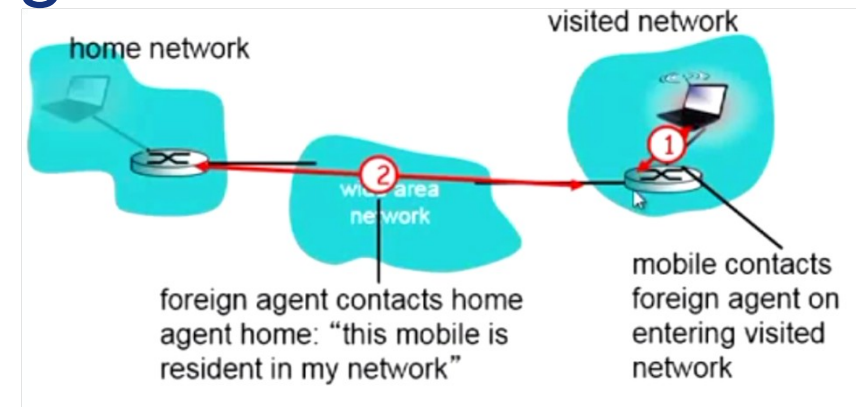 visited network
home network
1
2
wide area
network
foreign agent contacts home
agent home: “this mobile is
resident in my network”
mobile contacts
foreign agent on
entering visited
network